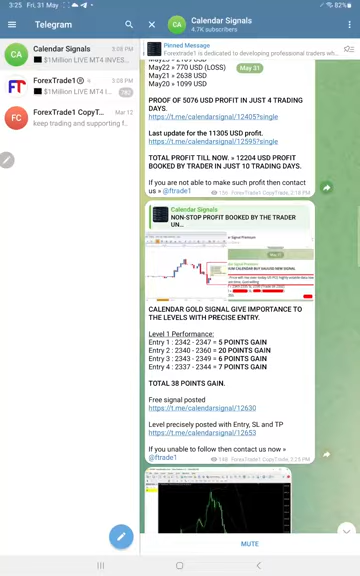 3:25 Fri, 31 May
82%
Telegram
Calendar Signals
4.7K subscribers
CA
Calendar Signals 3:08 PM
$1Million LIVE MT4 INVES...
ForexTrade1® 3:08 PM
$1Million LIVE MT4 I...
782
FC
ForexTrade1 CopyT... Mar 12
keep trading and supporting f...
Pinned Message
ForexTrade1 is dedicated to developing professional traders wh...
May22 » 770 USD (LOSS)
May 31
May21 » 2638 USD
May20 » 1099 USD
PROOF OF 5076 USD PROFIT IN JUST 4 TRADING
DAYS.
https://t.me/calendarsignal/12405?single
Last update for the 11305 USD profit.
https://t.me/calendarsignal/12595?single
TOTAL PROFIT TILL NOW. » 12204 USD PROFIT
BOOKED BY TRADER IN JUST 10 TRADING DAYS.
If you are not able to make such profit then contact
us » @ftrade1
ForexTrade1 CopyTrade, 2:18 PM
Calendar Signals
NON-STOP PROFIT BOOKED BY THE TRADER
UN...
CALENDAR GOLD SIGNAL GIVE IMPORTANCE TO
THE LEVELS WITH PRECISE ENTRY.
Level 1 Performance:
Entry 1 : 2342 - 2347 = 5 POINTS GAIN
Entry 2 : 2340 - 2360 = 20 POINTS GAIN
Entry 3 : 2343 - 2349 = 6 POINTS GAIN
Entry 4 : 2337 - 2344 = 7 POINTS GAIN
TOTAL 38 POINTS GAIN.
Free signal posted
https://t.me/calendarsignal/12630
Level precisely posted with Entry, SL and TP
https://t.me/calendarsignal/12653
If you unable to follow then contact us now »
@ftrade1
148 ForexTrade1 CopyTrade, 2:25 PM
MUTE